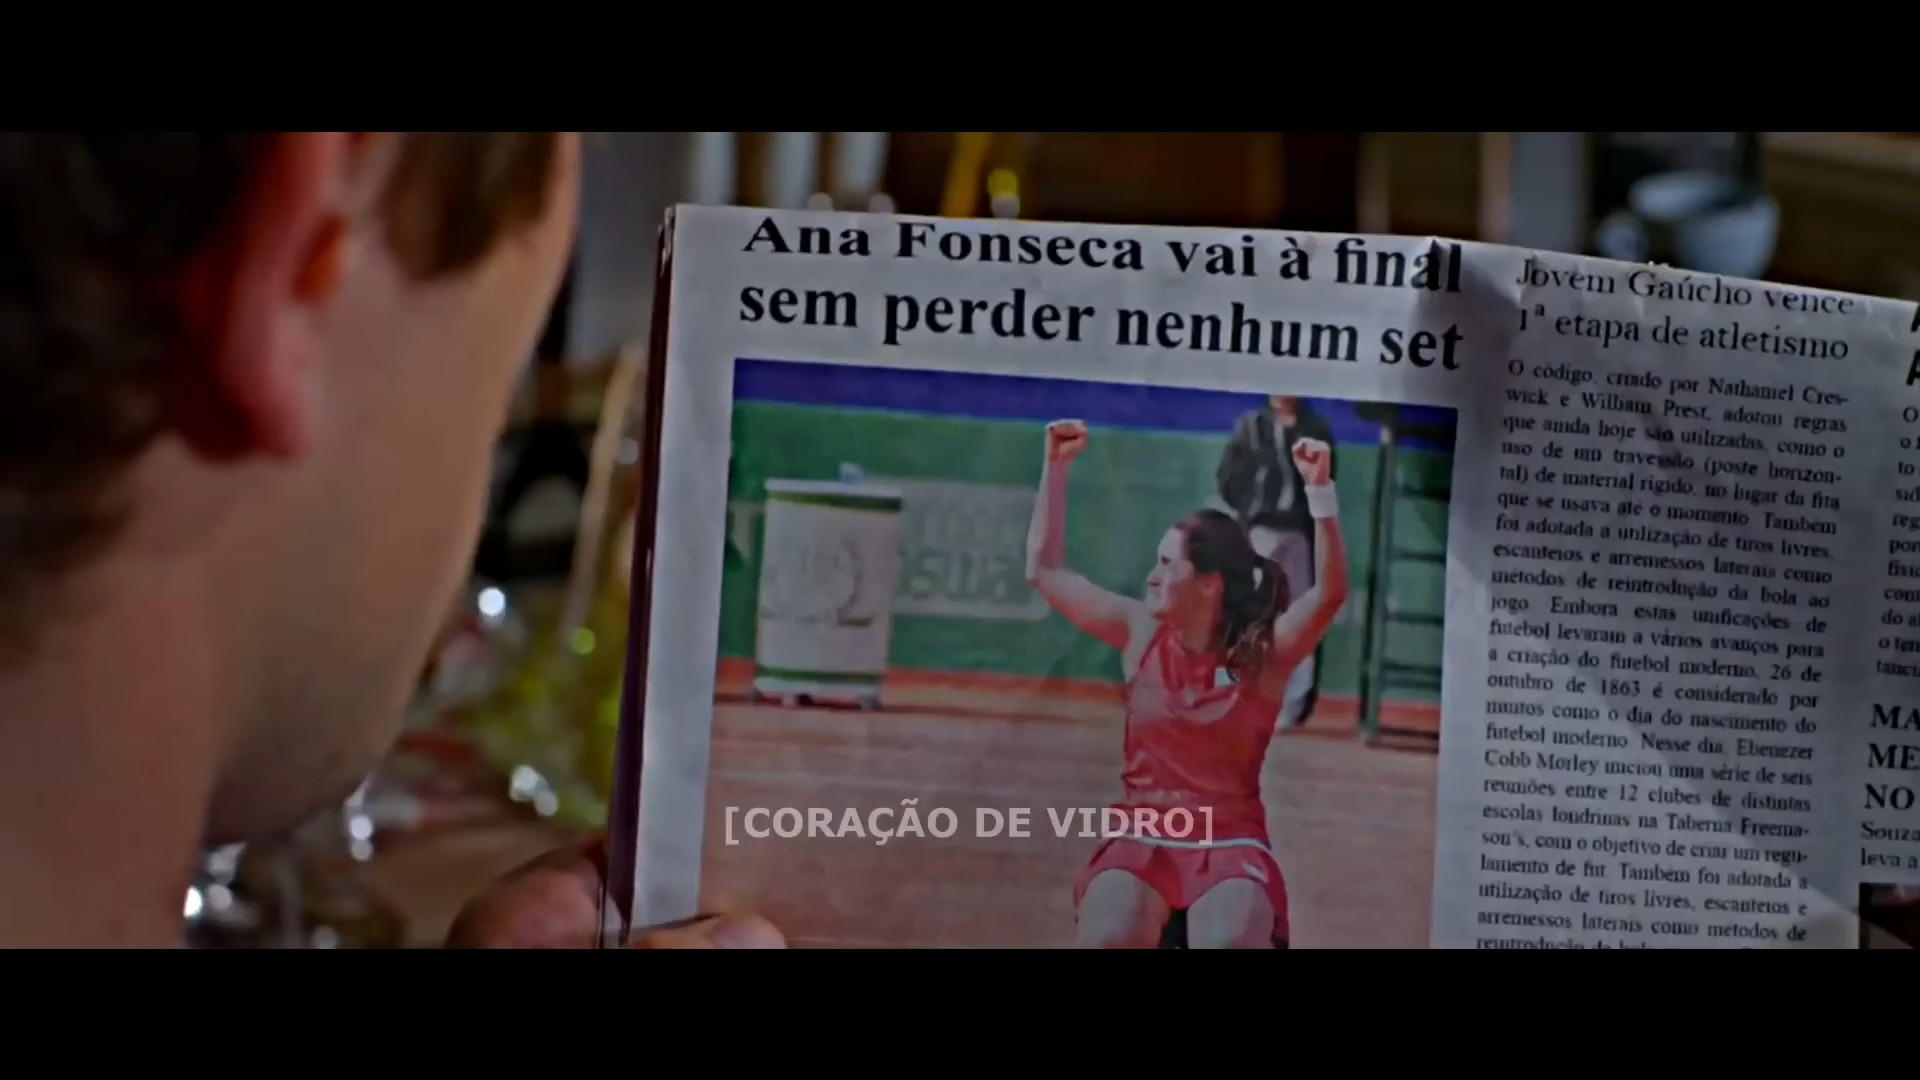 Ana Fonseca vai à final
sem perder nenhum set
Jovem Gaúcho vence
1ª etapa de atletismo
O código, criado por Nathaniel Cres-
wick e William Prest, adotou regras
que ainda hoje são utilizadas, como o
uso de um travessão (poste horizon-
tal) de material rígido, no lugar da fita
que se usava até o momento. Também
foi adotada a utilização de tiros livres,
escanteios e arremessos laterais como
métodos de reintrodução da bola ao
jogo. Embora estas unificações de
futebol levaram a vários avanços para
a criação do futebol moderno, 26 de
outubro de 1863 é considerado por
muitos como o dia do nascimento do
futebol moderno. Nesse dia, Ebenezer
Cobb Morley iniciou uma série de seis
reuniões entre 12 clubes de distintas
escolas londrinas na Taberna Freema-
son's, com o objetivo de criar um regu-
lamento de fut. Também foi adotada a
utilização de tiros livres, escanteios e
arremessos laterais como métodos de
reintrodução de
MA
ME
NO
Souza
leva a
[CORAÇÃO DE VIDRO]